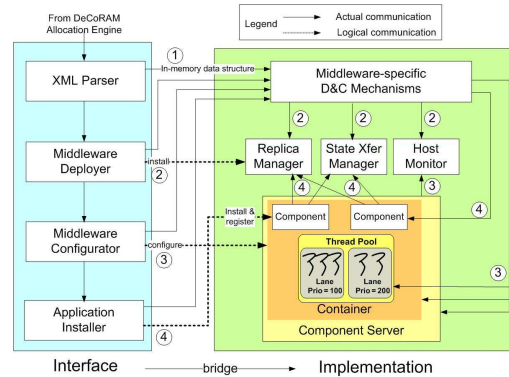 From DeCoRAM
Allocation Engine
Legend
Actual communication
Logical communication
1
XML Parser
In-memory data structure
Middleware-specific
D&C Mechanisms
2
2
2
Middleware
Deployer
install
2
Replica
Manager
State Xfer
Manager
Host
Monitor
4
4
3
Install &
register
Component
Component
4
Middleware
Configurator
configure
3
Thread Pool
Lane
Prio = 100
Lane
Prio = 200
3
Container
Application
Installer
4
Component Server
Interface
bridge
Implementation